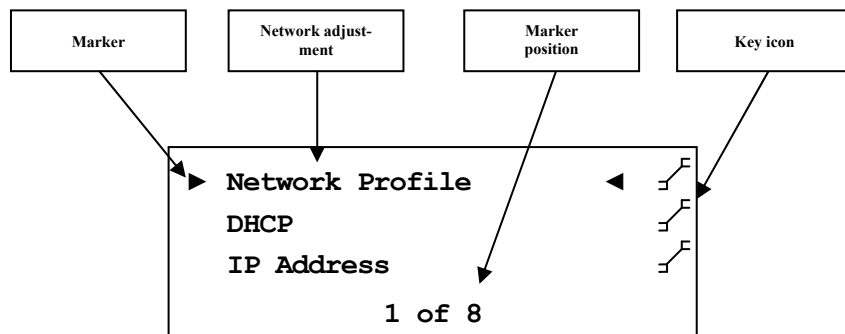 Marker
Network adjust-
ment
Marker
position
Key icon
► Network Profile ◄
DHCP
IP Address
1 of 8